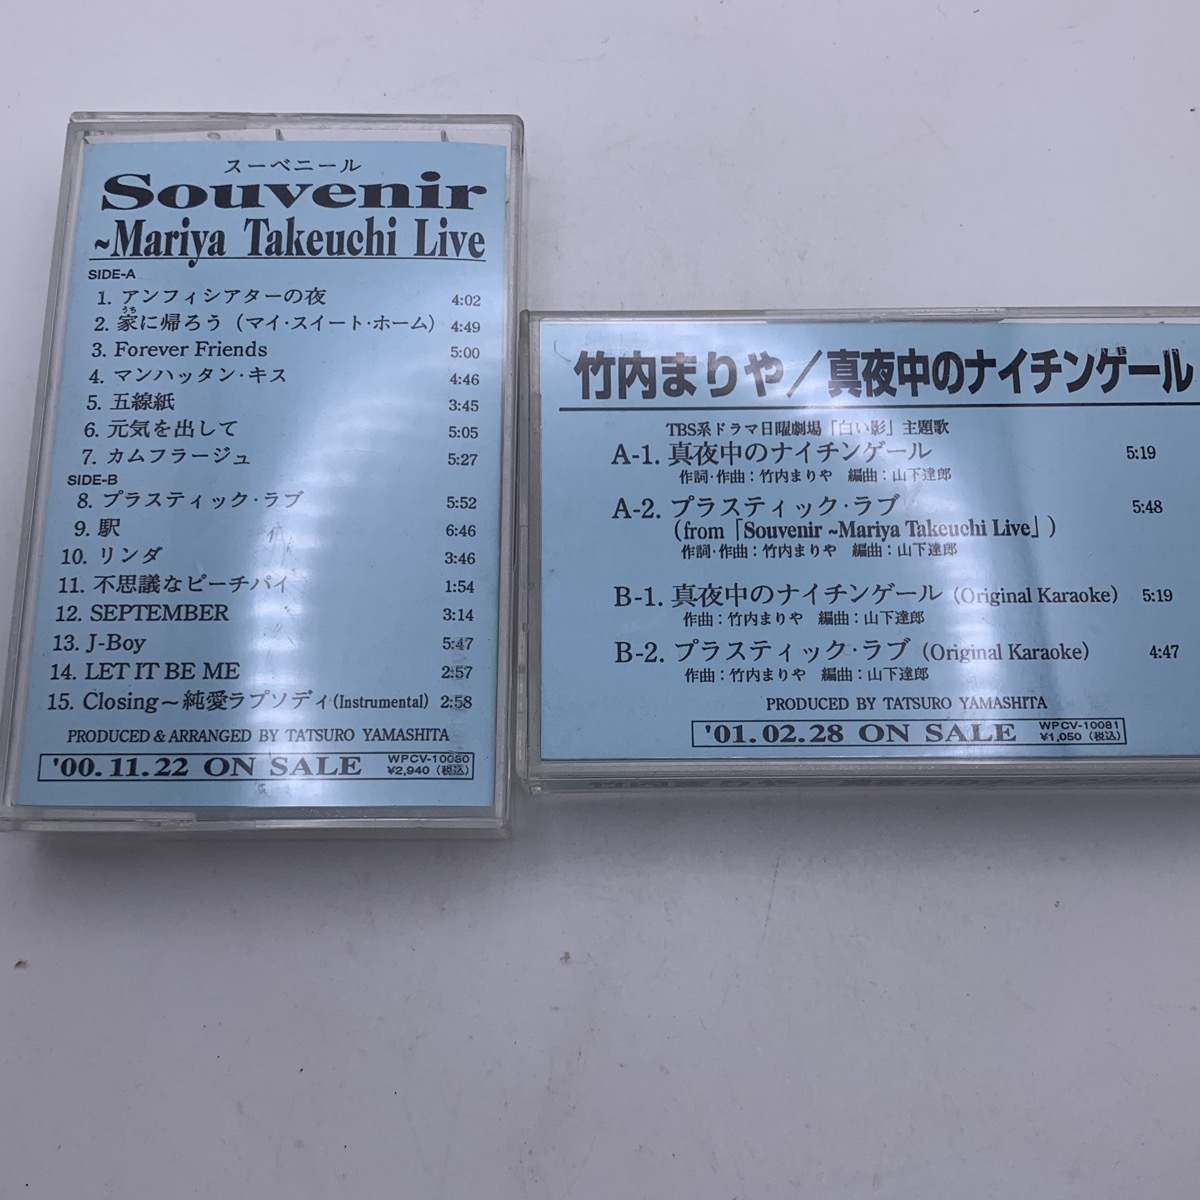 スーベニール
Souvenir
~Mariya Takeuchi Live
SIDE-A
1. アンフィシアターの夜 4:02
うち
2. 家に帰ろう (マイ・スイート・ホーム) 4:49
3. Forever Friends 5:00
4. マンハッタン・キス 4:46
5. 五線紙 3:45
6. 元気を出して 5:05
7. カムフラージュ 5:27
SIDE-B
8. プラスティック・ラブ 5:52
9. 駅 6:46
10. リンダ 3:46
11. 不思議なピーチパイ 1:54
12. SEPTEMBER 3:14
13. J-Boy 5:47
14. LET IT BE ME 2:57
15. Closing～純愛ラプソディ(Instrumental) 2:58
PRODUCED & ARRANGED BY TATSURO YAMASHITA
'00.11.22 ON SALE WPCV-10080
¥2,940 (税込)
竹内まりや／真夜中のナイチンゲール
TBS系ドラマ日曜劇場「白い影」主題歌
A-1. 真夜中のナイチンゲール 5:19
作詞・作曲：竹内まりや 編曲：山下達郎
A-2. プラスティック・ラブ 5:48
(from「Souvenir ~Mariya Takeuchi Live」)
作詞・作曲：竹内まりや 編曲：山下達郎
B-1. 真夜中のナイチンゲール (Original Karaoke) 5:19
作曲：竹内まりや 編曲：山下達郎
B-2. プラスティック・ラブ (Original Karaoke) 4:47
作曲：竹内まりや 編曲：山下達郎
PRODUCED BY TATSURO YAMASHITA
'01.02.28 ON SALE WPCV-10081
¥1,050 (税込)